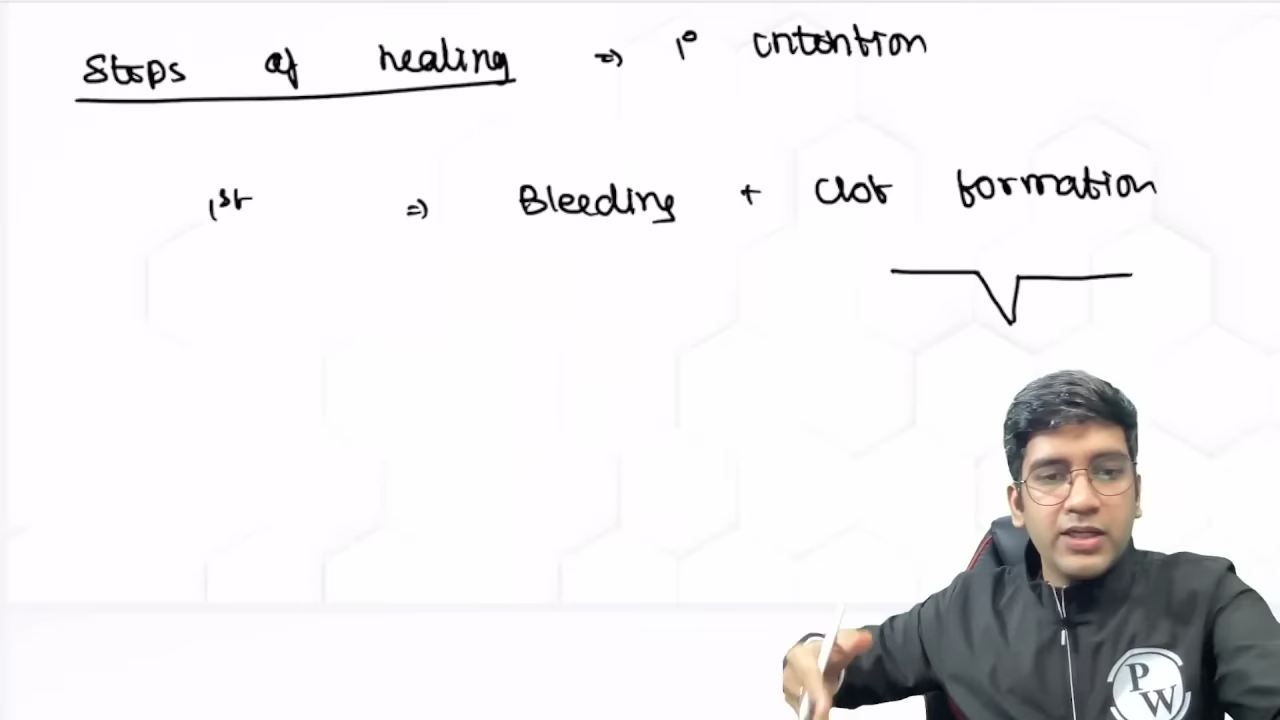 Steps of healing => 1° intention
1st => Bleeding + Clot formation
PW